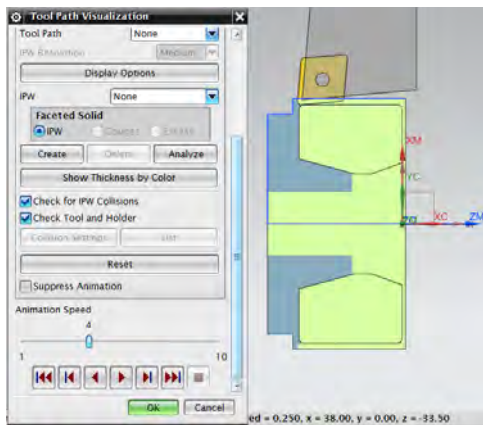 Tool Path Visualization
Tool Path None
IPW Resolution Medium
Display Options
IPW None
Faceted Solid
IPW Gouges Excess
Create Delete Analyze
Show Thickness by Color
Check for IPW Collisions
Check Tool and Holder
Collision Settings List
Reset
Suppress Animation
Animation Speed
4
1 10
OK Cancel
XM
YC
XC ZM
ed = 0.250, x = 38.00, y = 0.00, z = -33.50